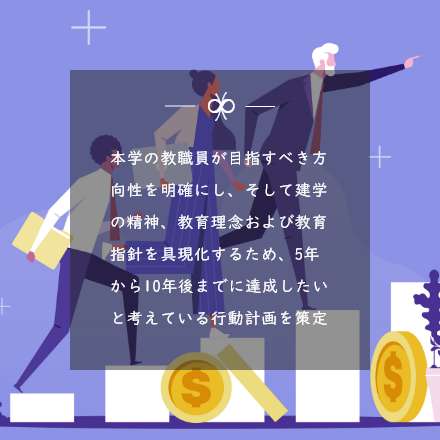 本学の教職員が目指すべき方
向性を明確にし、そして建学
の精神、教育理念および教育
指針を具現化するため、5年
から10年後までに達成したい
と考えている行動計画を策定
$
$